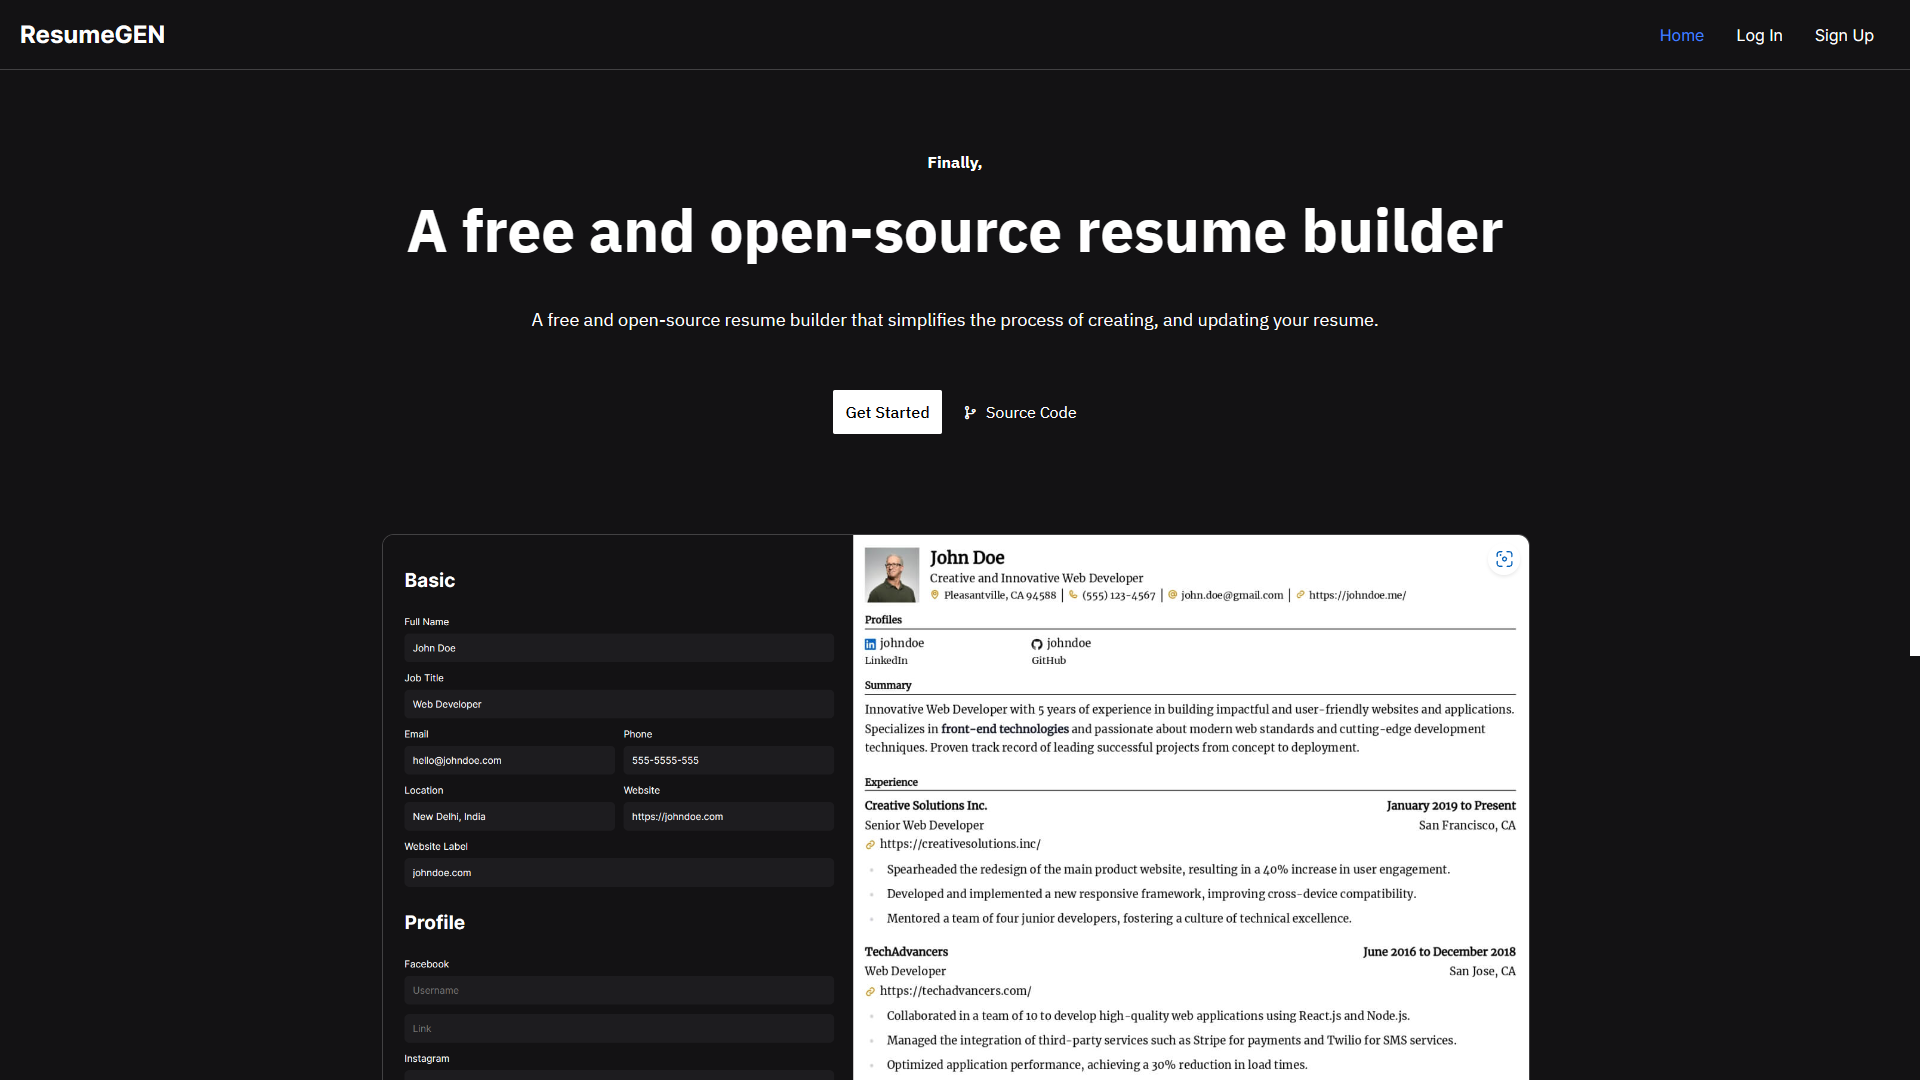 ResumeGEN
Home
Log In
Sign Up
Finally,
A free and open-source resume builder
A free and open-source resume builder that simplifies the process of creating, and updating your resume.
Get Started
Source Code
Basic
Full Name
John Doe
Job Title
Web Developer
Email
Phone
hello@johndoe.com
555-5555-555
Location
Website
New Delhi, India
https://johndoe.com
Website Label
johndoe.com
Profile
Facebook
Username
Link
Instagram
John Doe
Creative and Innovative Web Developer
Pleasantville, CA 94588 | (555) 123-4567 | john.doe@gmail.com | https://johndoe.me/
Profiles
johndoe
johndoe
LinkedIn
GitHub
Summary
Innovative Web Developer with 5 years of experience in building impactful and user-friendly websites and applications.
Specializes in front-end technologies and passionate about modern web standards and cutting-edge development
techniques. Proven track record of leading successful projects from concept to deployment.
Experience
Creative Solutions Inc.
January 2019 to Present
Senior Web Developer
San Francisco, CA
https://creativesolutions.inc/
Spearheaded the redesign of the main product website, resulting in a 40% increase in user engagement.
Developed and implemented a new responsive framework, improving cross-device compatibility.
Mentored a team of four junior developers, fostering a culture of technical excellence.
TechAdvancers
June 2016 to December 2018
Web Developer
San Jose, CA
https://techadvancers.com/
Collaborated in a team of 10 to develop high-quality web applications using React.js and Node.js.
Managed the integration of third-party services such as Stripe for payments and Twilio for SMS services.
Optimized application performance, achieving a 30% reduction in load times.